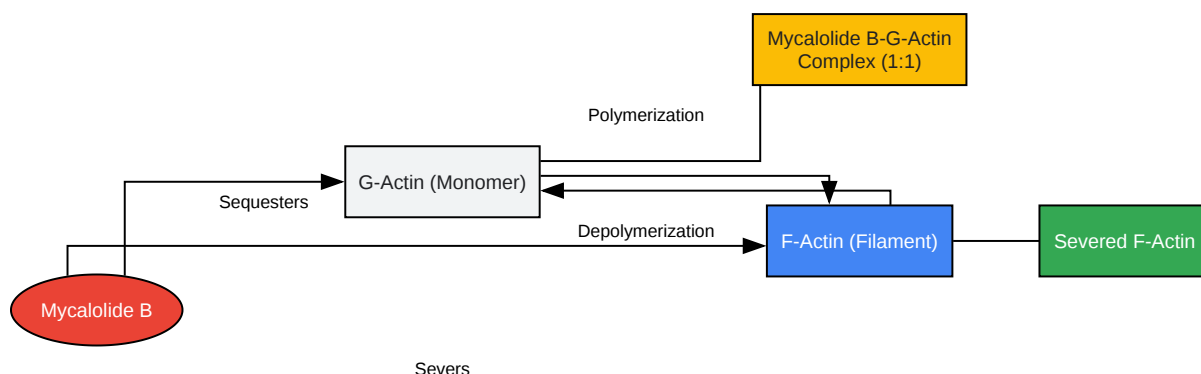 Mycalolide B-G-Actin
Complex (1:1)
Polymerization
G-Actin (Monomer)
Sequesters
Depolymerization
F-Actin (Filament)
Severed F-Actin
Mycalolide B
Severs